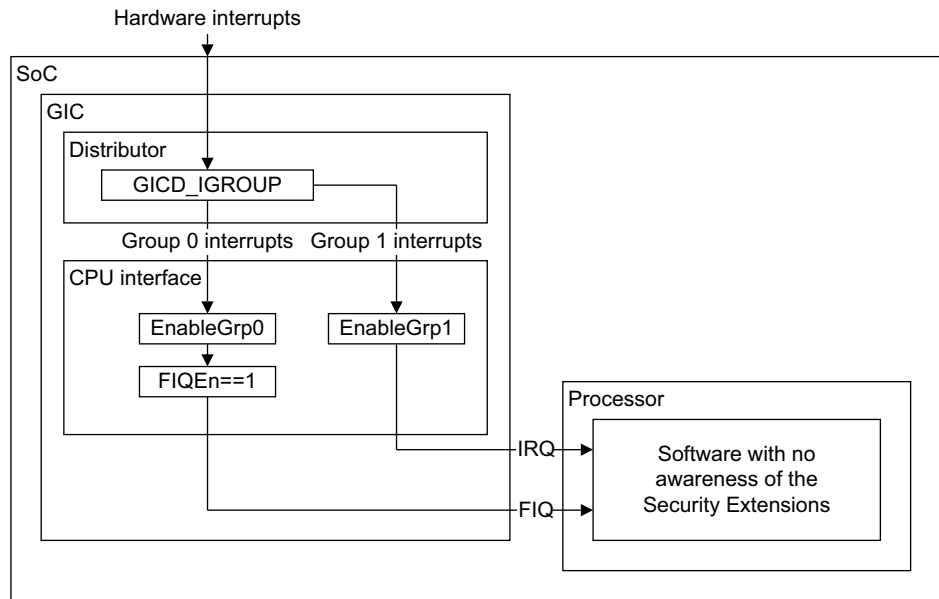 Hardware interrupts
SoC
GIC
Distributor
GICD_IGROUP
Group 0 interrupts
Group 1 interrupts
CPU interface
EnableGrp0
EnableGrp1
FIQEn==1
Processor
IRQ
FIQ
Software with no
awareness of the
Security Extensions